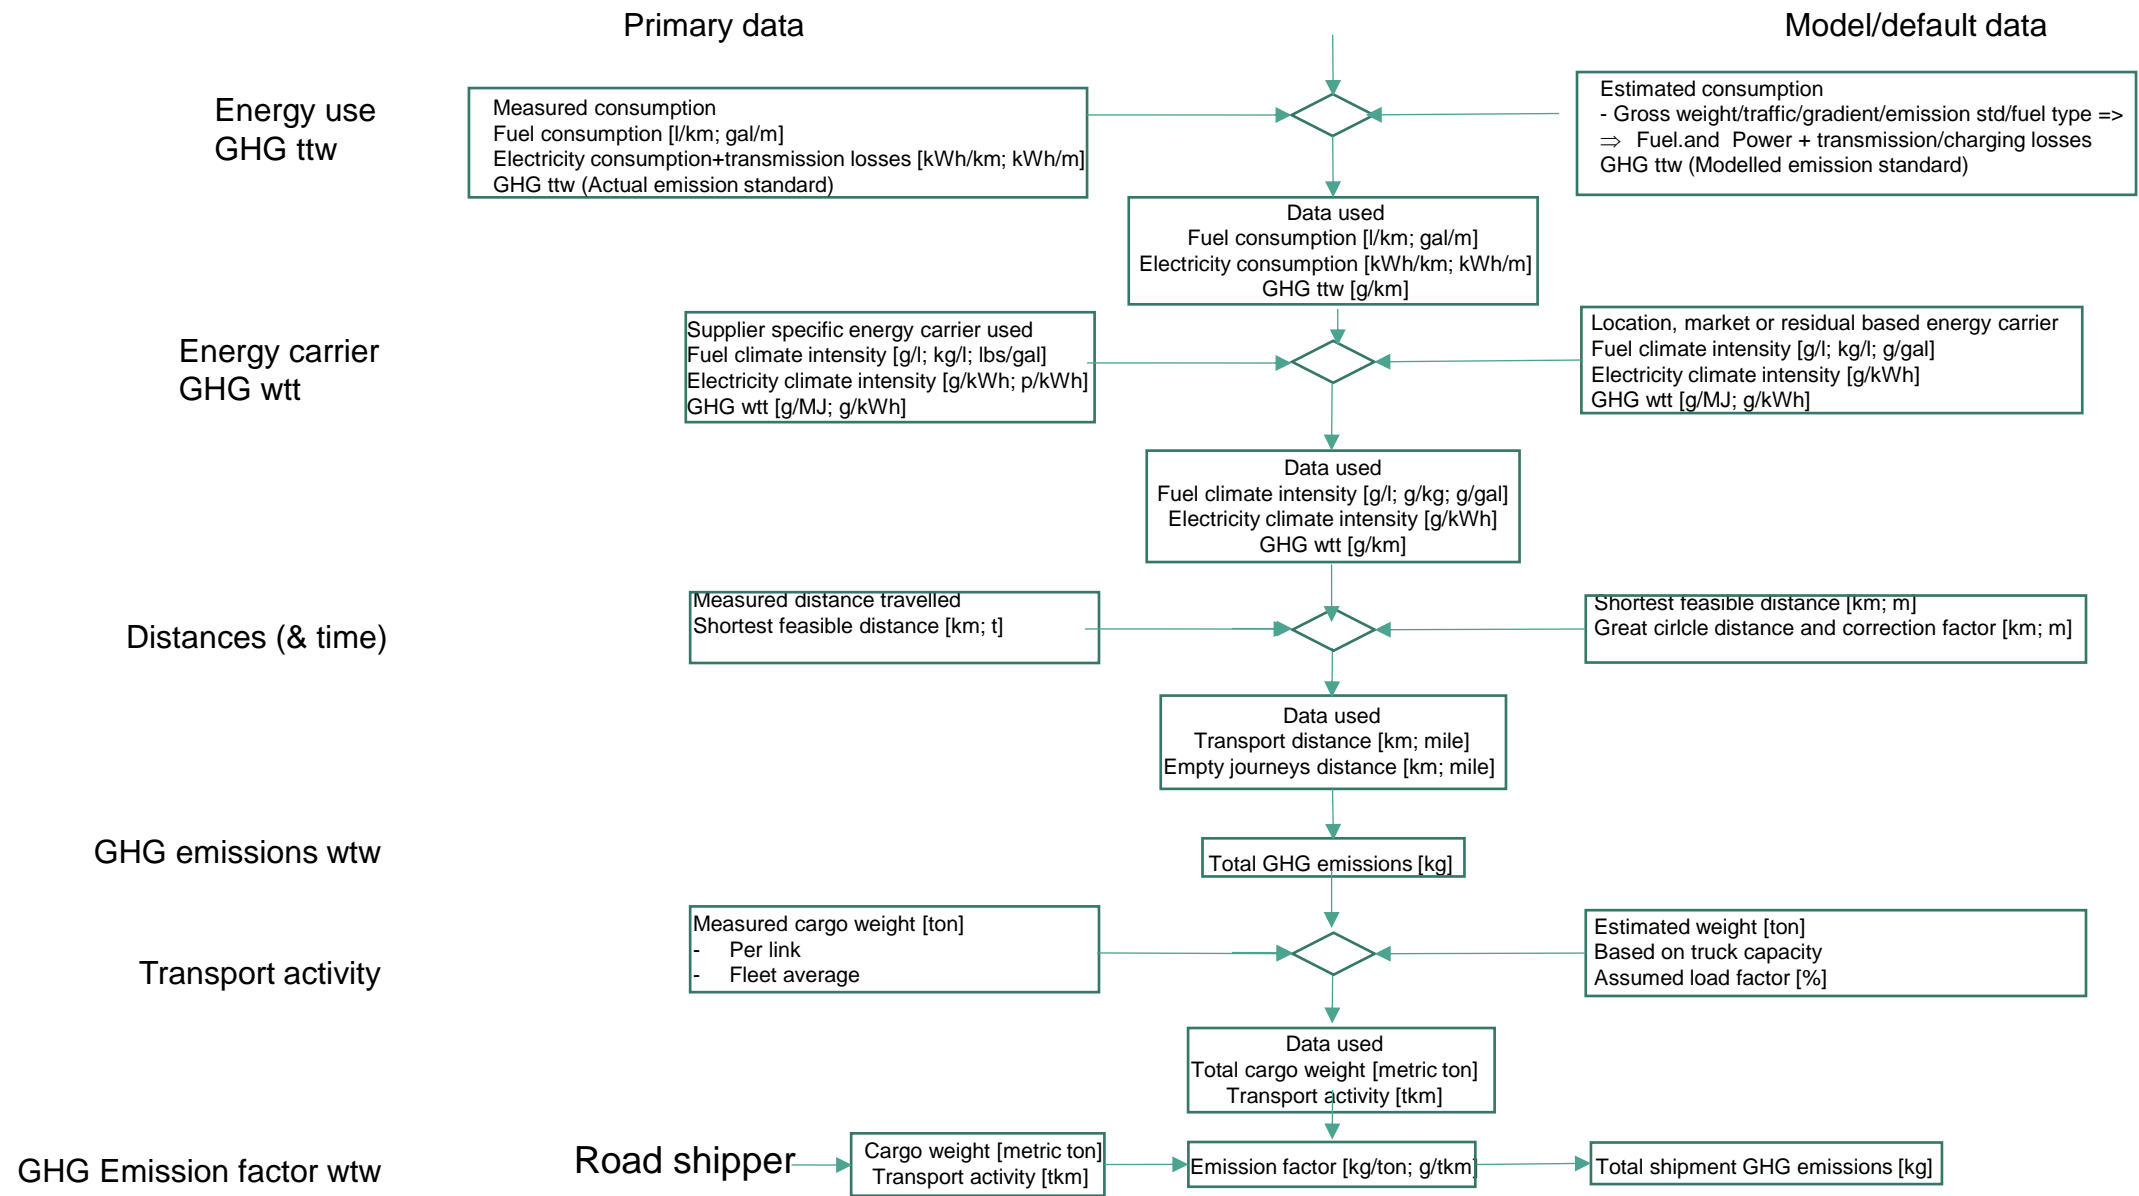 Primary data
Model/default data
Energy use
GHG ttw
Measured consumption
Fuel consumption [l/km; gal/m]
Electricity consumption+transmission losses [kWh/km; kWh/m]
GHG ttw (Actual emission standard)
Estimated consumption
- Gross weight/traffic/gradient/emission std/fuel type =>
⇒ Fuel.and Power + transmission/charging losses
GHG ttw (Modelled emission standard)
Data used
Fuel consumption [l/km; gal/m]
Electricity consumption [kWh/km; kWh/m]
GHG ttw [g/km]
Energy carrier
GHG wtt
Supplier specific energy carrier used
Fuel climate intensity [g/l; kg/l; lbs/gal]
Electricity climate intensity [g/kWh; p/kWh]
GHG wtt [g/MJ; g/kWh]
Location, market or residual based energy carrier
Fuel climate intensity [g/l; kg/l; g/gal]
Electricity climate intensity [g/kWh]
GHG wtt [g/MJ; g/kWh]
Data used
Fuel climate intensity [g/l; g/kg; g/gal]
Electricity climate intensity [g/kWh]
GHG wtt [g/km]
Distances (& time)
Measured distance travelled
Shortest feasible distance [km; t]
Shortest feasible distance [km; m]
Great cirlcle distance and correction factor [km; m]
Data used
Transport distance [km; mile]
Empty journeys distance [km; mile]
GHG emissions wtw
Total GHG emissions [kg]
Transport activity
Measured cargo weight [ton]
- Per link
- Fleet average
Estimated weight [ton]
Based on truck capacity
Assumed load factor [%]
Data used
Total cargo weight [metric ton]
Transport activity [tkm]
GHG Emission factor wtw
Road shipper
Cargo weight [metric ton]
Transport activity [tkm]
Emission factor [kg/ton; g/tkm]
Total shipment GHG emissions [kg]